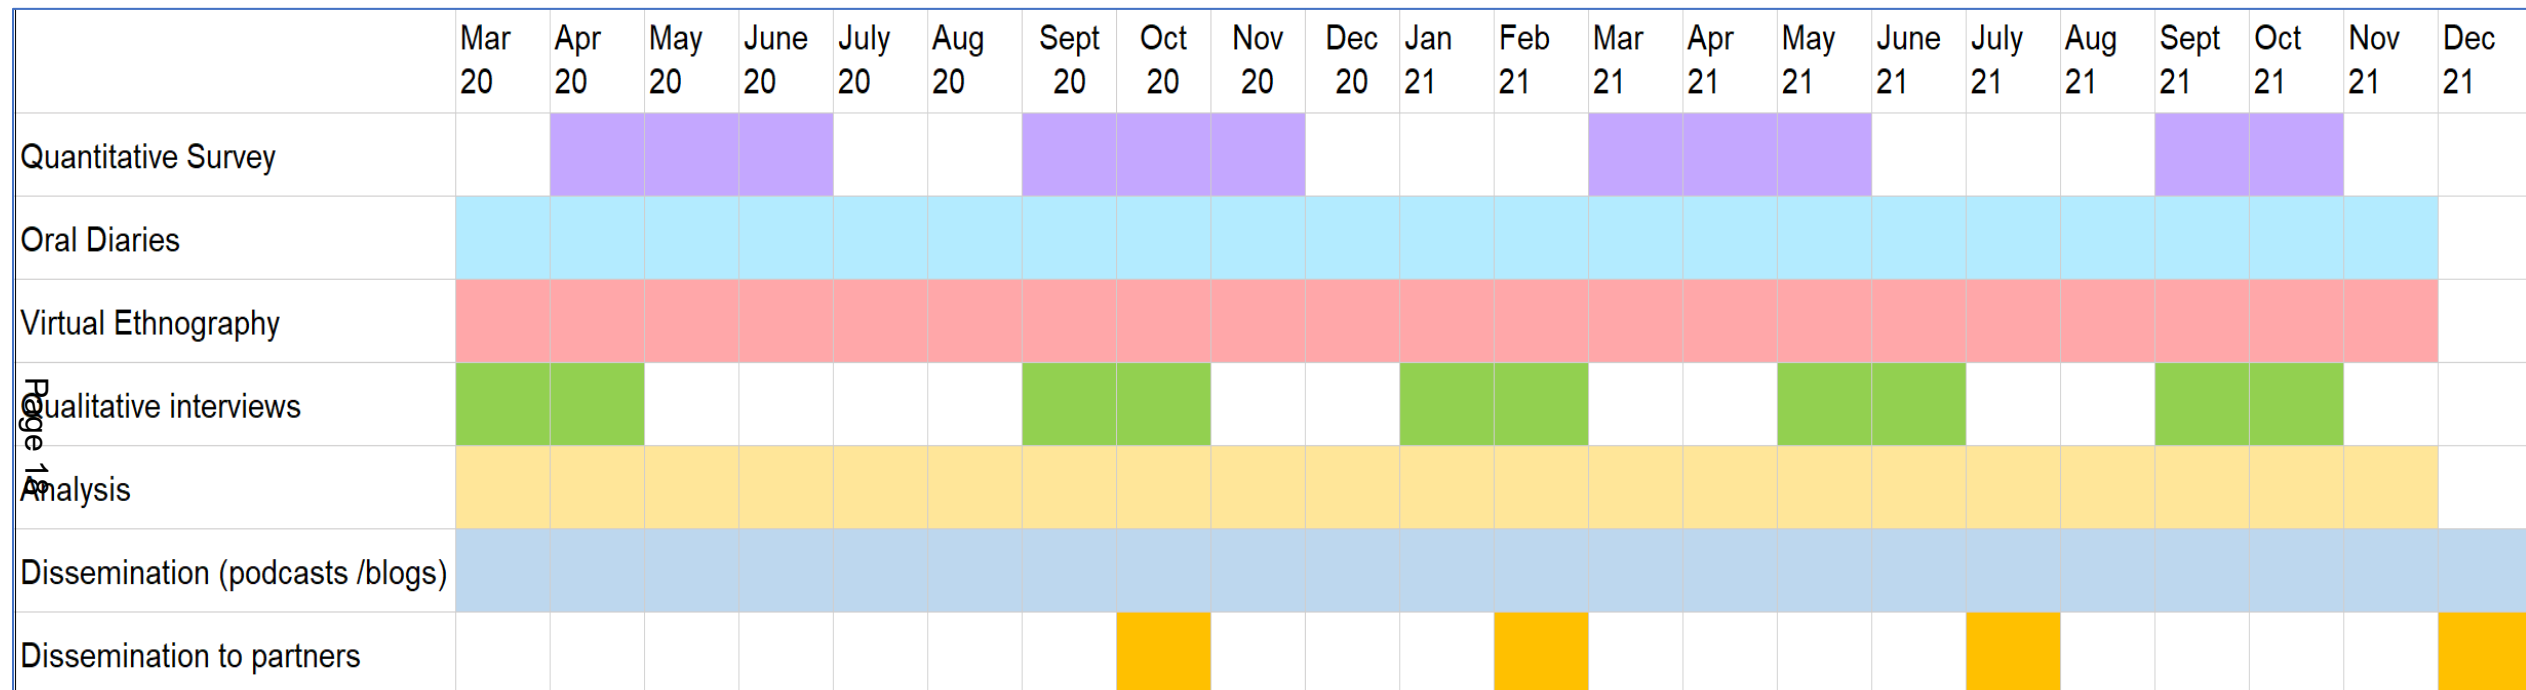 Mar Apr May June July Aug Sept Oct Nov Dec Jan Feb Mar Apr May June July Aug Sept Oct Nov Dec
20 20 20 20 20 20 20 20 20 20 21 21 21 21 21 21 21 21 21 21 21 21
Quantitative Survey
Oral Diaries
Virtual Ethnography
Qualitative interviews
Page 18
Analysis
Dissemination (podcasts /blogs)
Dissemination to partners